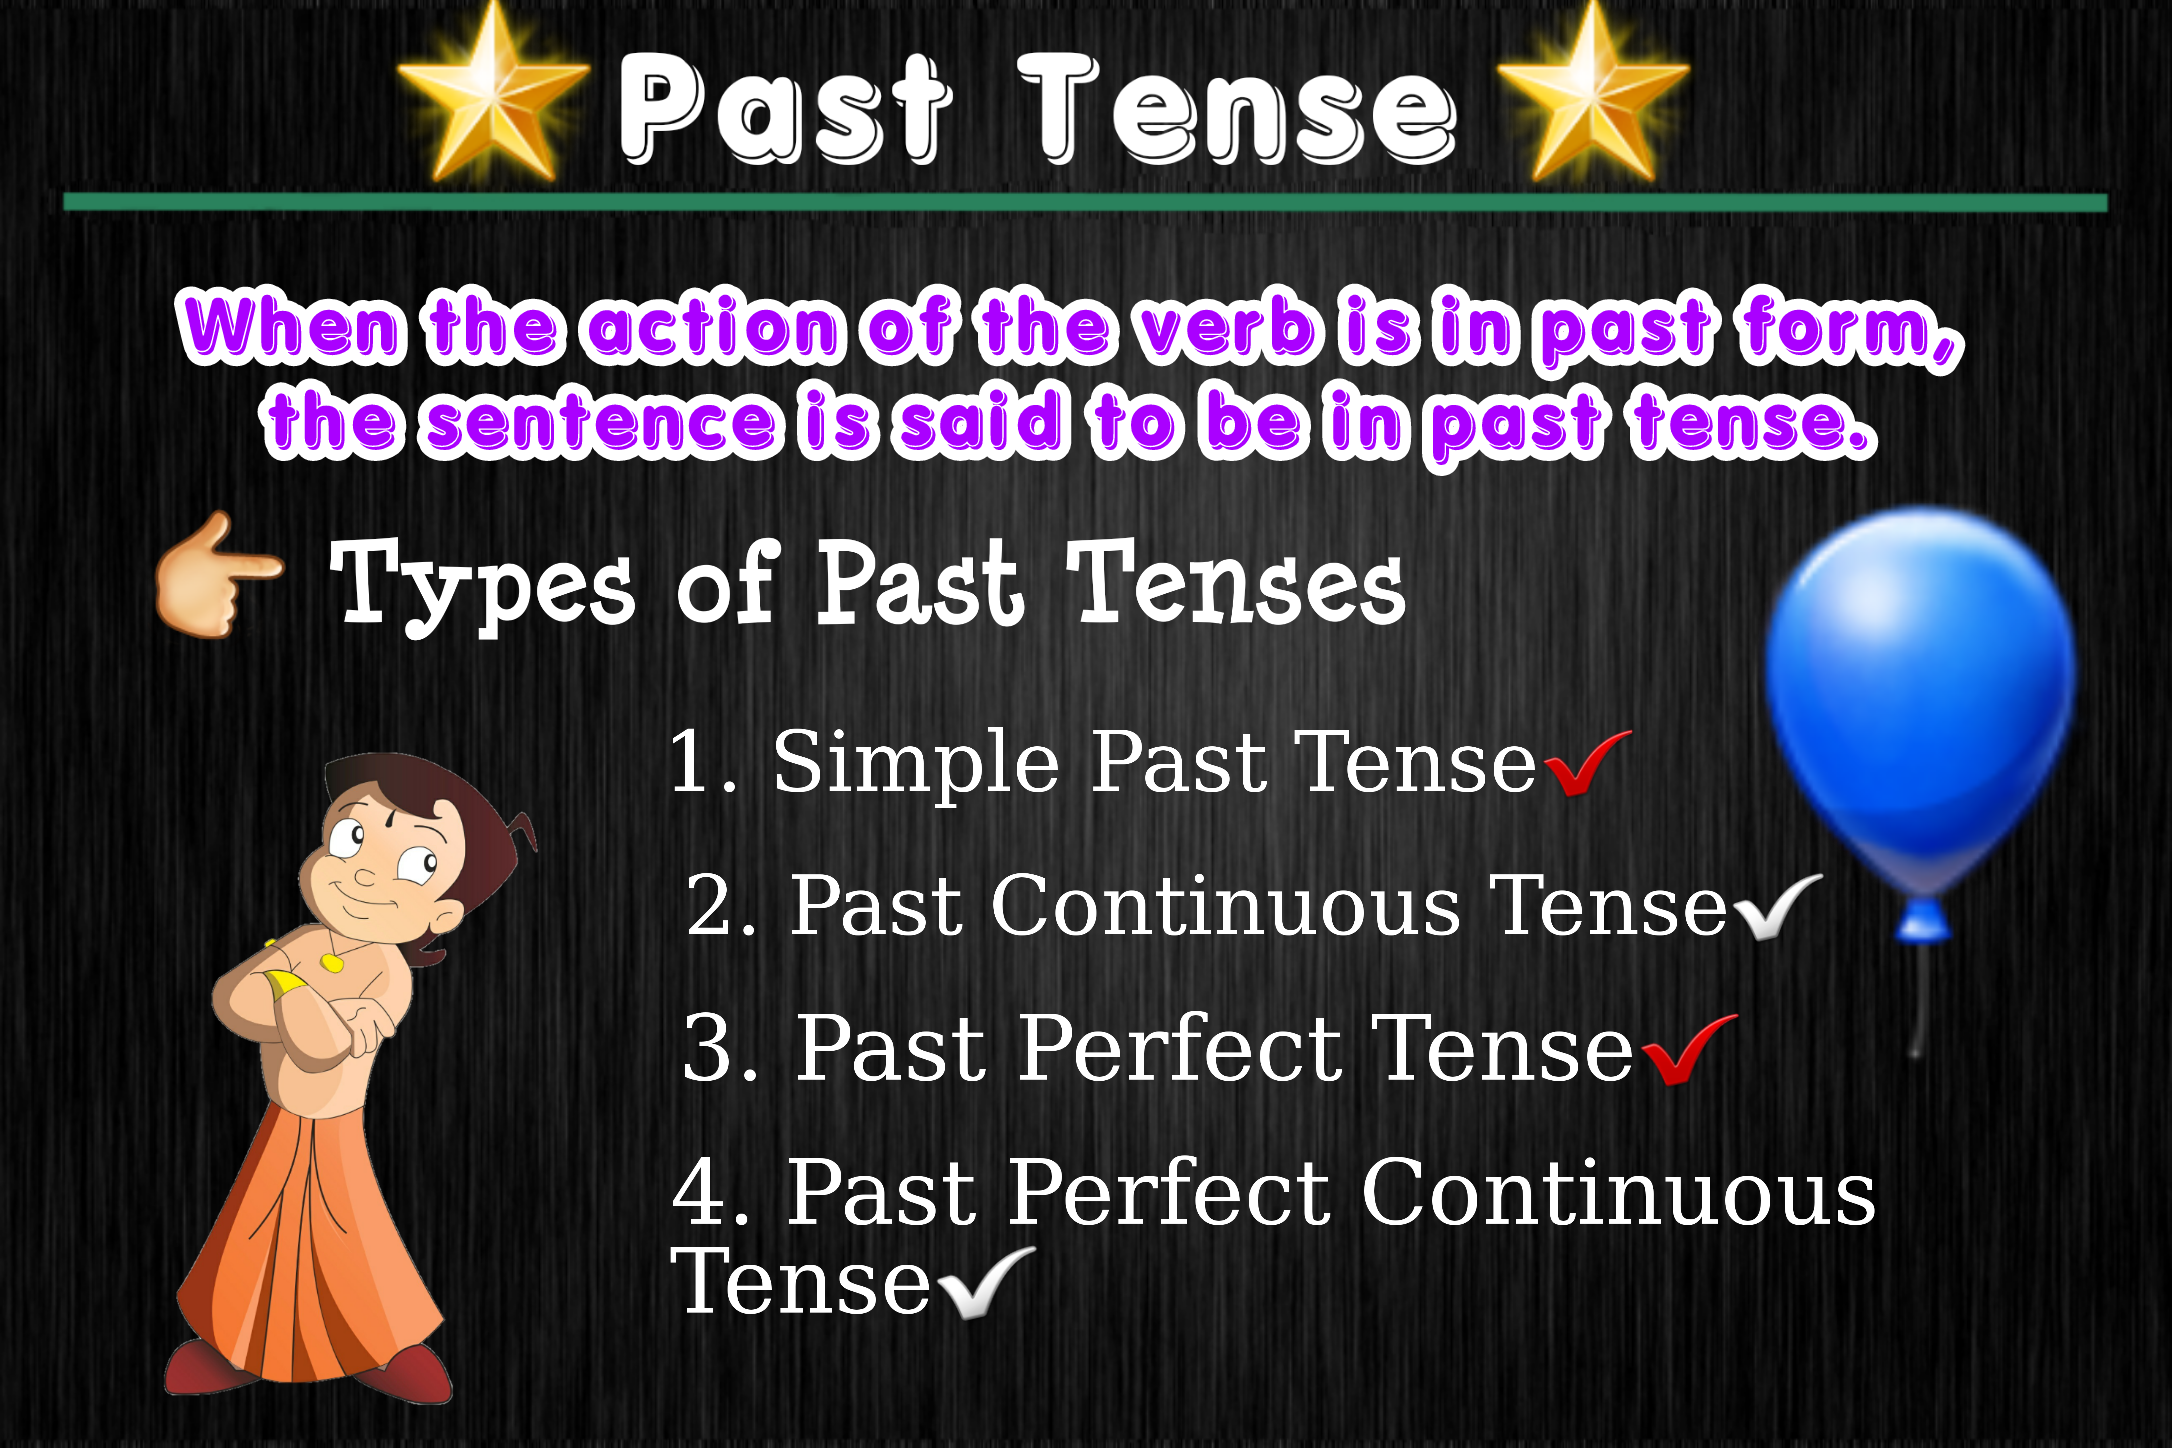 Past Tense
When the action of the verb is in past form,
the sentence is said to be in past tense.
Types of Past Tenses
1. Simple Past Tense
2. Past Continuous Tense
3. Past Perfect Tense
4. Past Perfect Continuous
Tense